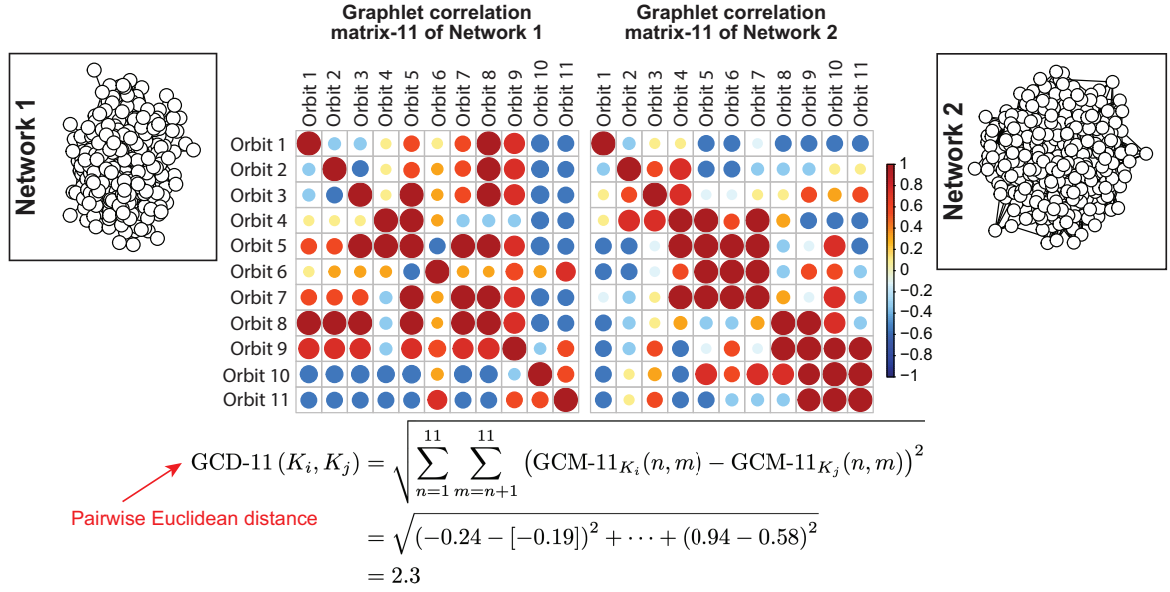 Graphlet correlation
matrix-11 of Network 1
Graphlet correlation
matrix-11 of Network 2
Network 1
Network 2
Orbit 1
Orbit 2
Orbit 3
Orbit 4
Orbit 5
Orbit 6
Orbit 7
Orbit 8
Orbit 9
Orbit 10
Orbit 11
Orbit 1
Orbit 2
Orbit 3
Orbit 4
Orbit 5
Orbit 6
Orbit 7
Orbit 8
Orbit 9
Orbit 10
Orbit 11
Orbit 1
Orbit 2
Orbit 3
Orbit 4
Orbit 5
Orbit 6
Orbit 7
Orbit 8
Orbit 9
Orbit 10
Orbit 11
1
0.8
0.6
0.4
0.2
0
−0.2
−0.4
−0.6
−0.8
−1
GCD-11 (K_i, K_j) = √(∑_{n=1}^{11} ∑_{m=n+1}^{11} (GCM-11_{K_i}(n, m) − GCM-11_{K_j}(n, m))^2)
Pairwise Euclidean distance
= √((−0.24 − [−0.19])^2 + ⋯ + (0.94 − 0.58)^2)
= 2.3